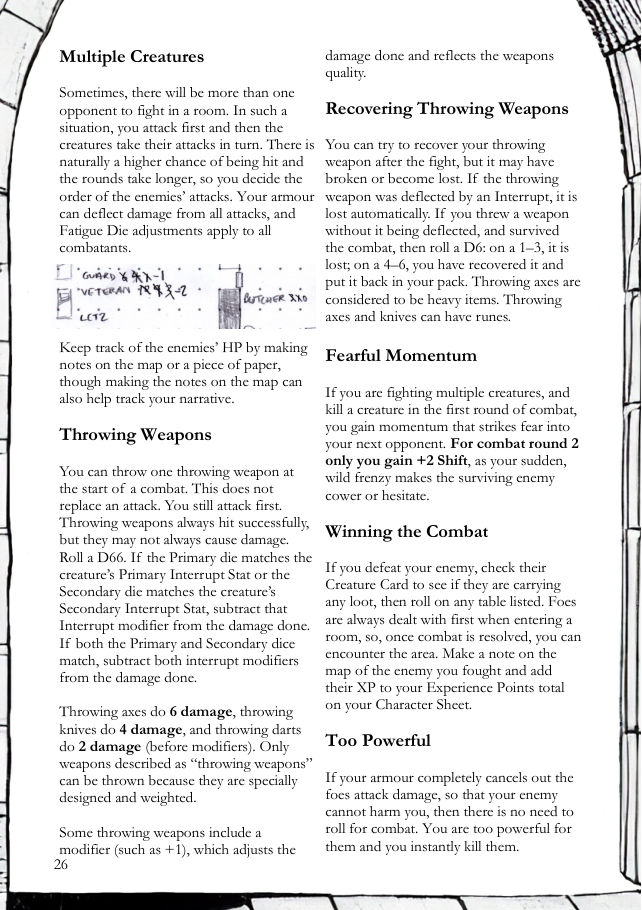 Multiple Creatures
Sometimes, there will be more than one
opponent to fight in a room. In such a
situation, you attack first and then the
creatures take their attacks in turn. There is
naturally a higher chance of being hit and
the rounds take longer, so you decide the
order of the enemies’ attacks. Your armour
can deflect damage from all attacks, and
Fatigue Die adjustments apply to all
combatants.
GUARD
VETERAN
BUTCHER
Keep track of the enemies’ HP by making
notes on the map or a piece of paper,
though making the notes on the map can
also help track your narrative.
Throwing Weapons
You can throw one throwing weapon at
the start of a combat. This does not
replace an attack. You still attack first.
Throwing weapons always hit successfully,
but they may not always cause damage.
Roll a D66. If the Primary die matches the
creature’s Primary Interrupt Stat or the
Secondary die matches the creature’s
Secondary Interrupt Stat, subtract that
Interrupt modifier from the damage done.
If both the Primary and Secondary dice
match, subtract both interrupt modifiers
from the damage done.
Throwing axes do 6 damage, throwing
knives do 4 damage, and throwing darts
do 2 damage (before modifiers). Only
weapons described as “throwing weapons”
can be thrown because they are specially
designed and weighted.
Some throwing weapons include a
modifier (such as +1), which adjusts the
26
damage done and reflects the weapons
quality.
Recovering Throwing Weapons
You can try to recover your throwing
weapon after the fight, but it may have
broken or become lost. If the throwing
weapon was deflected by an Interrupt, it is
lost automatically. If you threw a weapon
without it being deflected, and survived
the combat, then roll a D6: on a 1–3, it is
lost; on a 4–6, you have recovered it and
put it back in your pack. Throwing axes are
considered to be heavy items. Throwing
axes and knives can have runes.
Fearful Momentum
If you are fighting multiple creatures, and
kill a creature in the first round of combat,
you gain momentum that strikes fear into
your next opponent. For combat round 2
only you gain +2 Shift, as your sudden,
wild frenzy makes the surviving enemy
cower or hesitate.
Winning the Combat
If you defeat your enemy, check their
Creature Card to see if they are carrying
any loot, then roll on any table listed. Foes
are always dealt with first when entering a
room, so, once combat is resolved, you can
encounter the area. Make a note on the
map of the enemy you fought and add
their XP to your Experience Points total
on your Character Sheet.
Too Powerful
If your armour completely cancels out the
foes attack damage, so that your enemy
cannot harm you, then there is no need to
roll for combat. You are too powerful for
them and you instantly kill them.